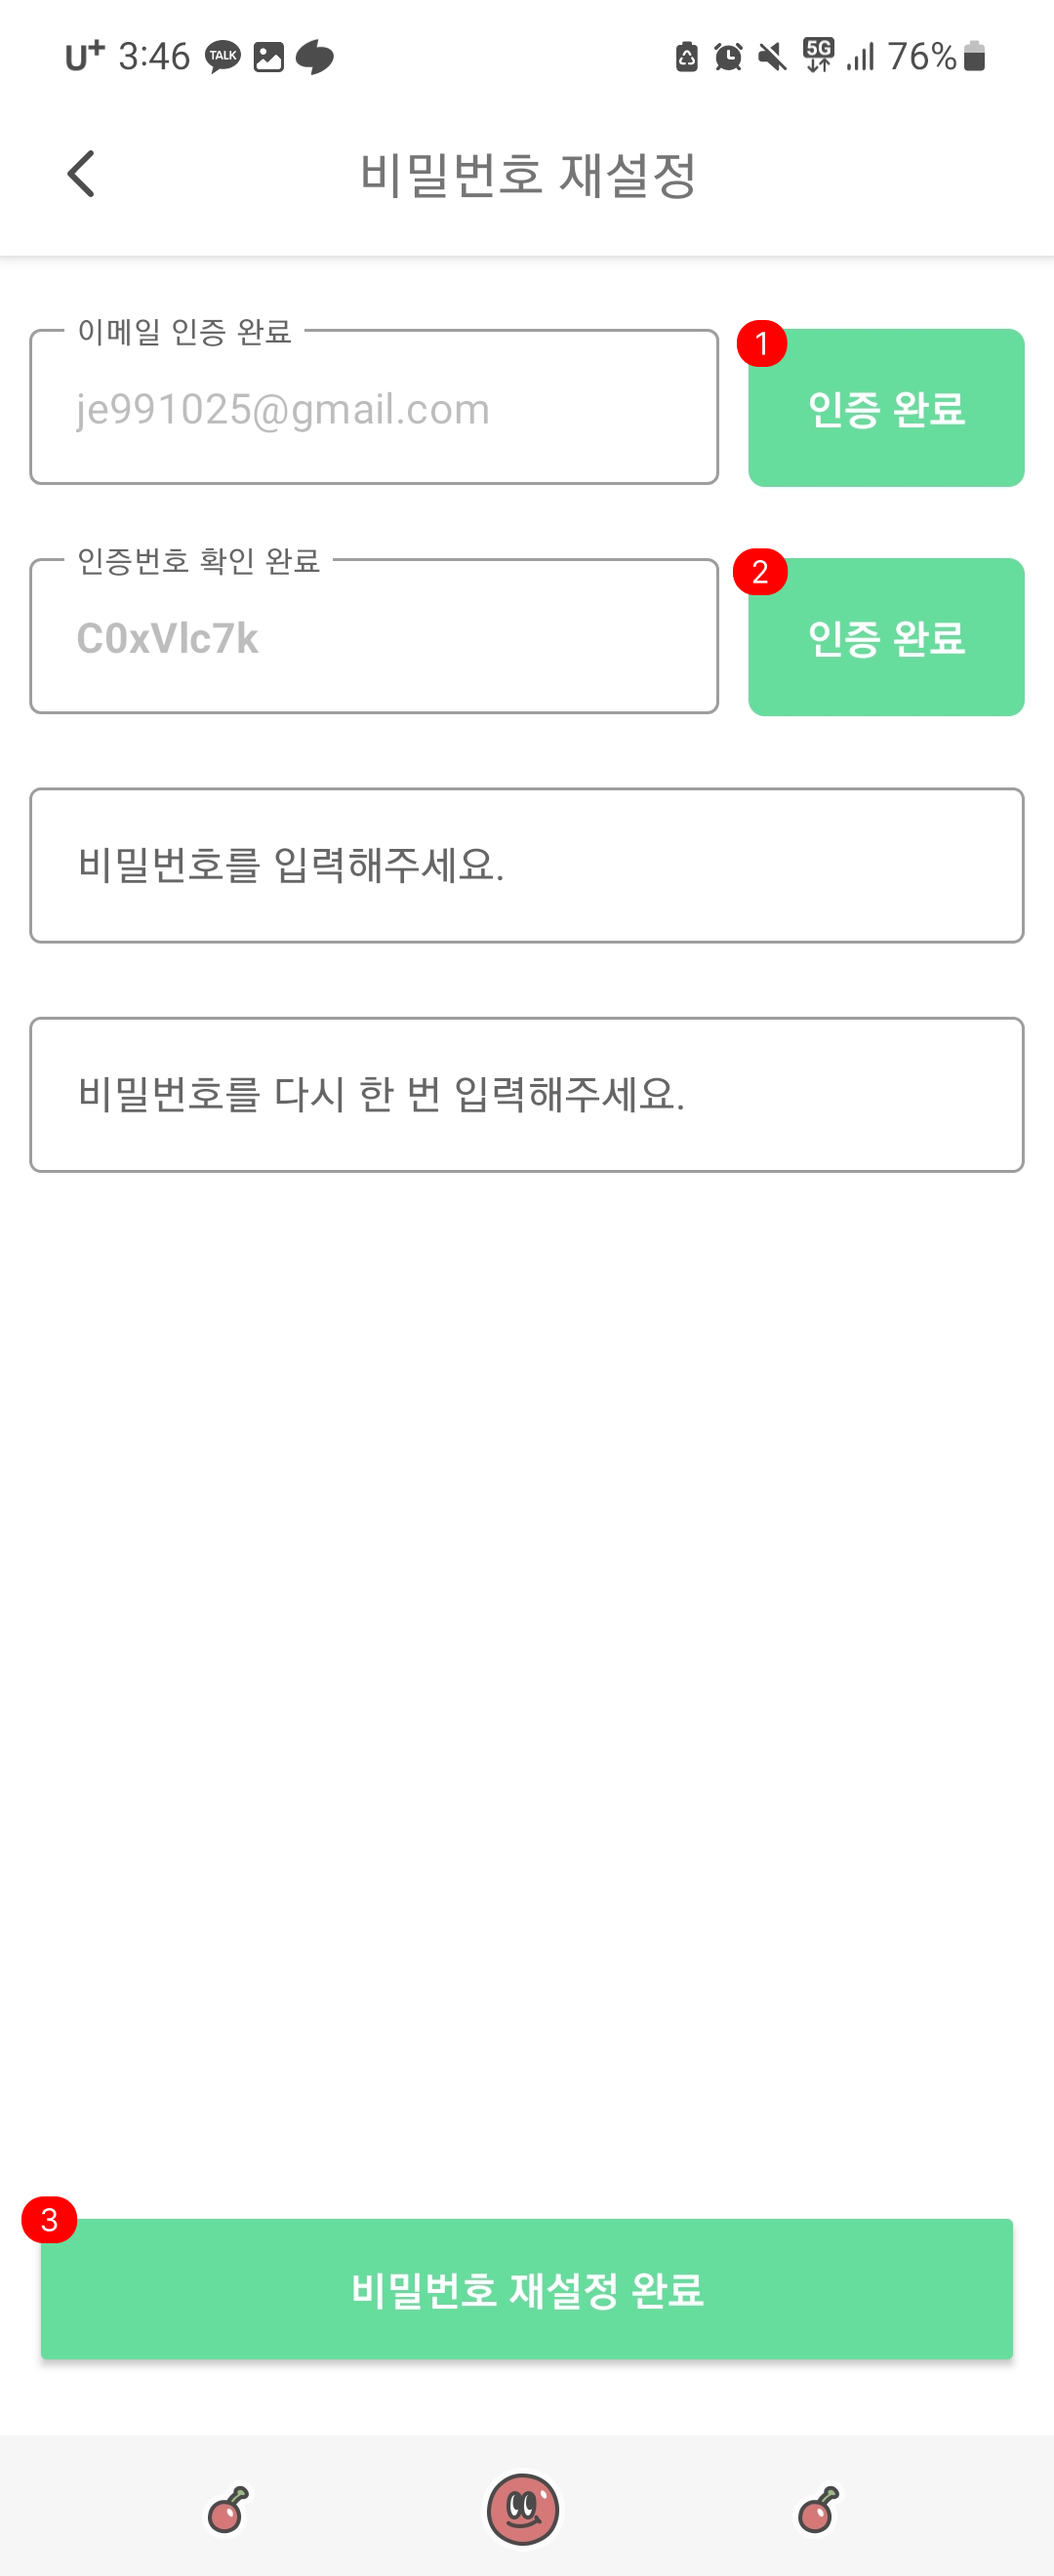 U+ 3:46 TALK 5G 76%
비밀번호 재설정
이메일 인증 완료
1
je991025@gmail.com
인증 완료
인증번호 확인 완료
2
C0xVlc7k
인증 완료
비밀번호를 입력해주세요.
비밀번호를 다시 한 번 입력해주세요.
3
비밀번호 재설정 완료